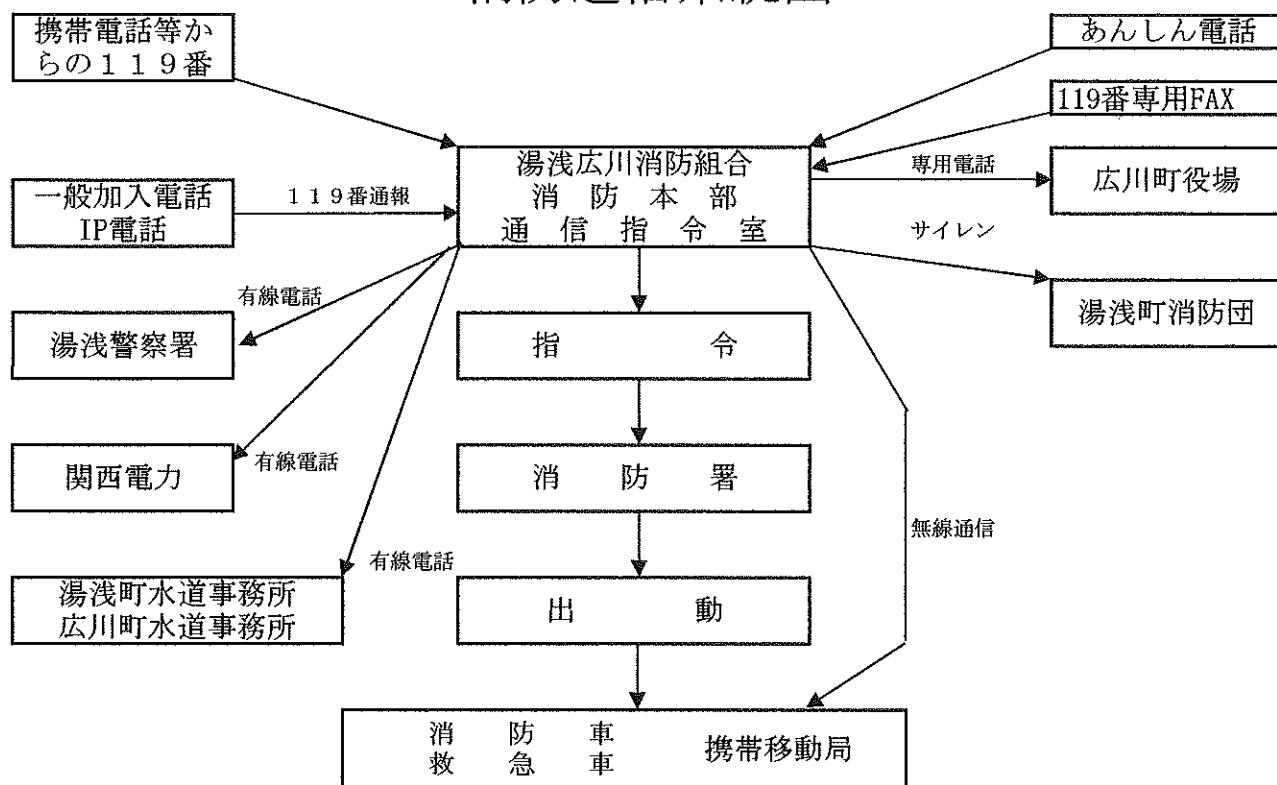 携帯電話等か
らの１１９番
あんしん電話
119番専用FAX
湯浅広川消防組合
消防本部
通信指令室
専用電話
広川町役場
一般加入電話
IP電話
１１９番通報
サイレン
湯浅町消防団
有線電話
湯浅警察署
指令
関西電力
有線電話
消防署
無線通信
有線電話
湯浅町水道事務所
広川町水道事務所
出動
消防車
救急車
携帯移動局